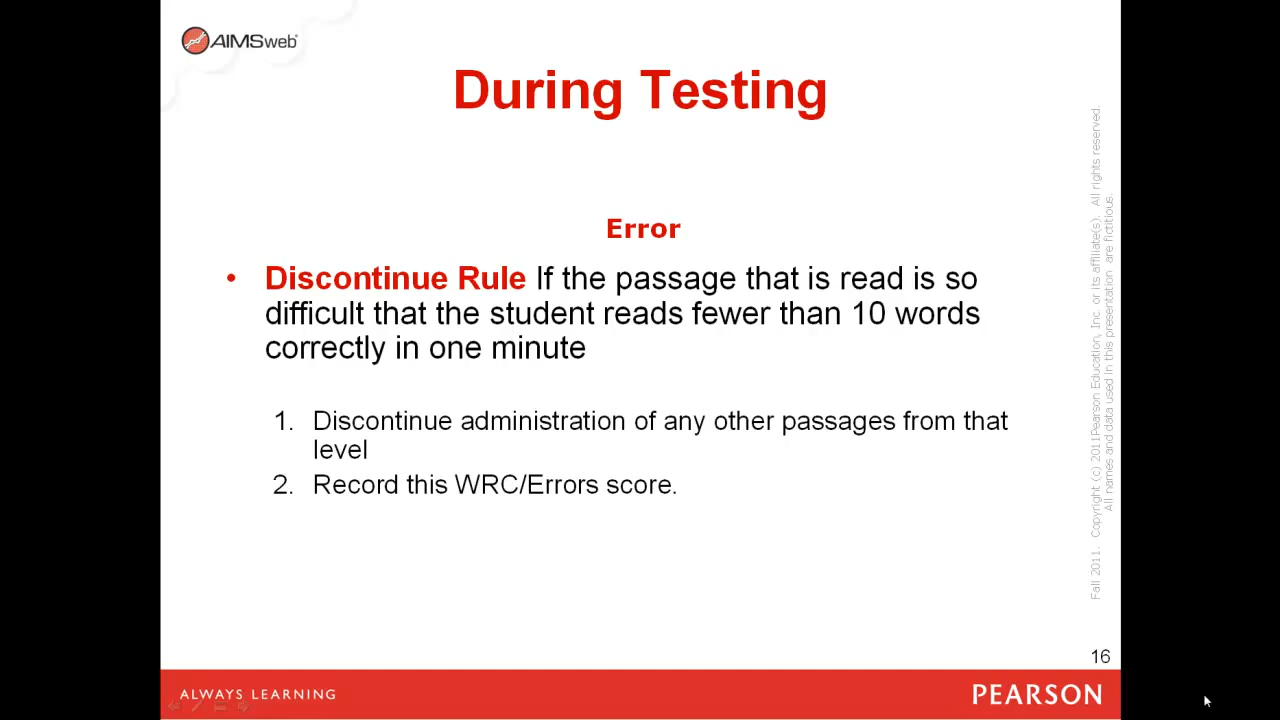 AIMSweb
During Testing
Error
• Discontinue Rule If the passage that is read is so
difficult that the student reads fewer than 10 words
correctly in one minute
1. Discontinue administration of any other passages from that
level
2. Record this WRC/Errors score.
Fall 2011. Copyright (c) 2011Pearson Education, Inc. or its affiliate(s). All rights reserved.
All names and data used in this presentation are fictitious.
16
ALWAYS LEARNING
PEARSON